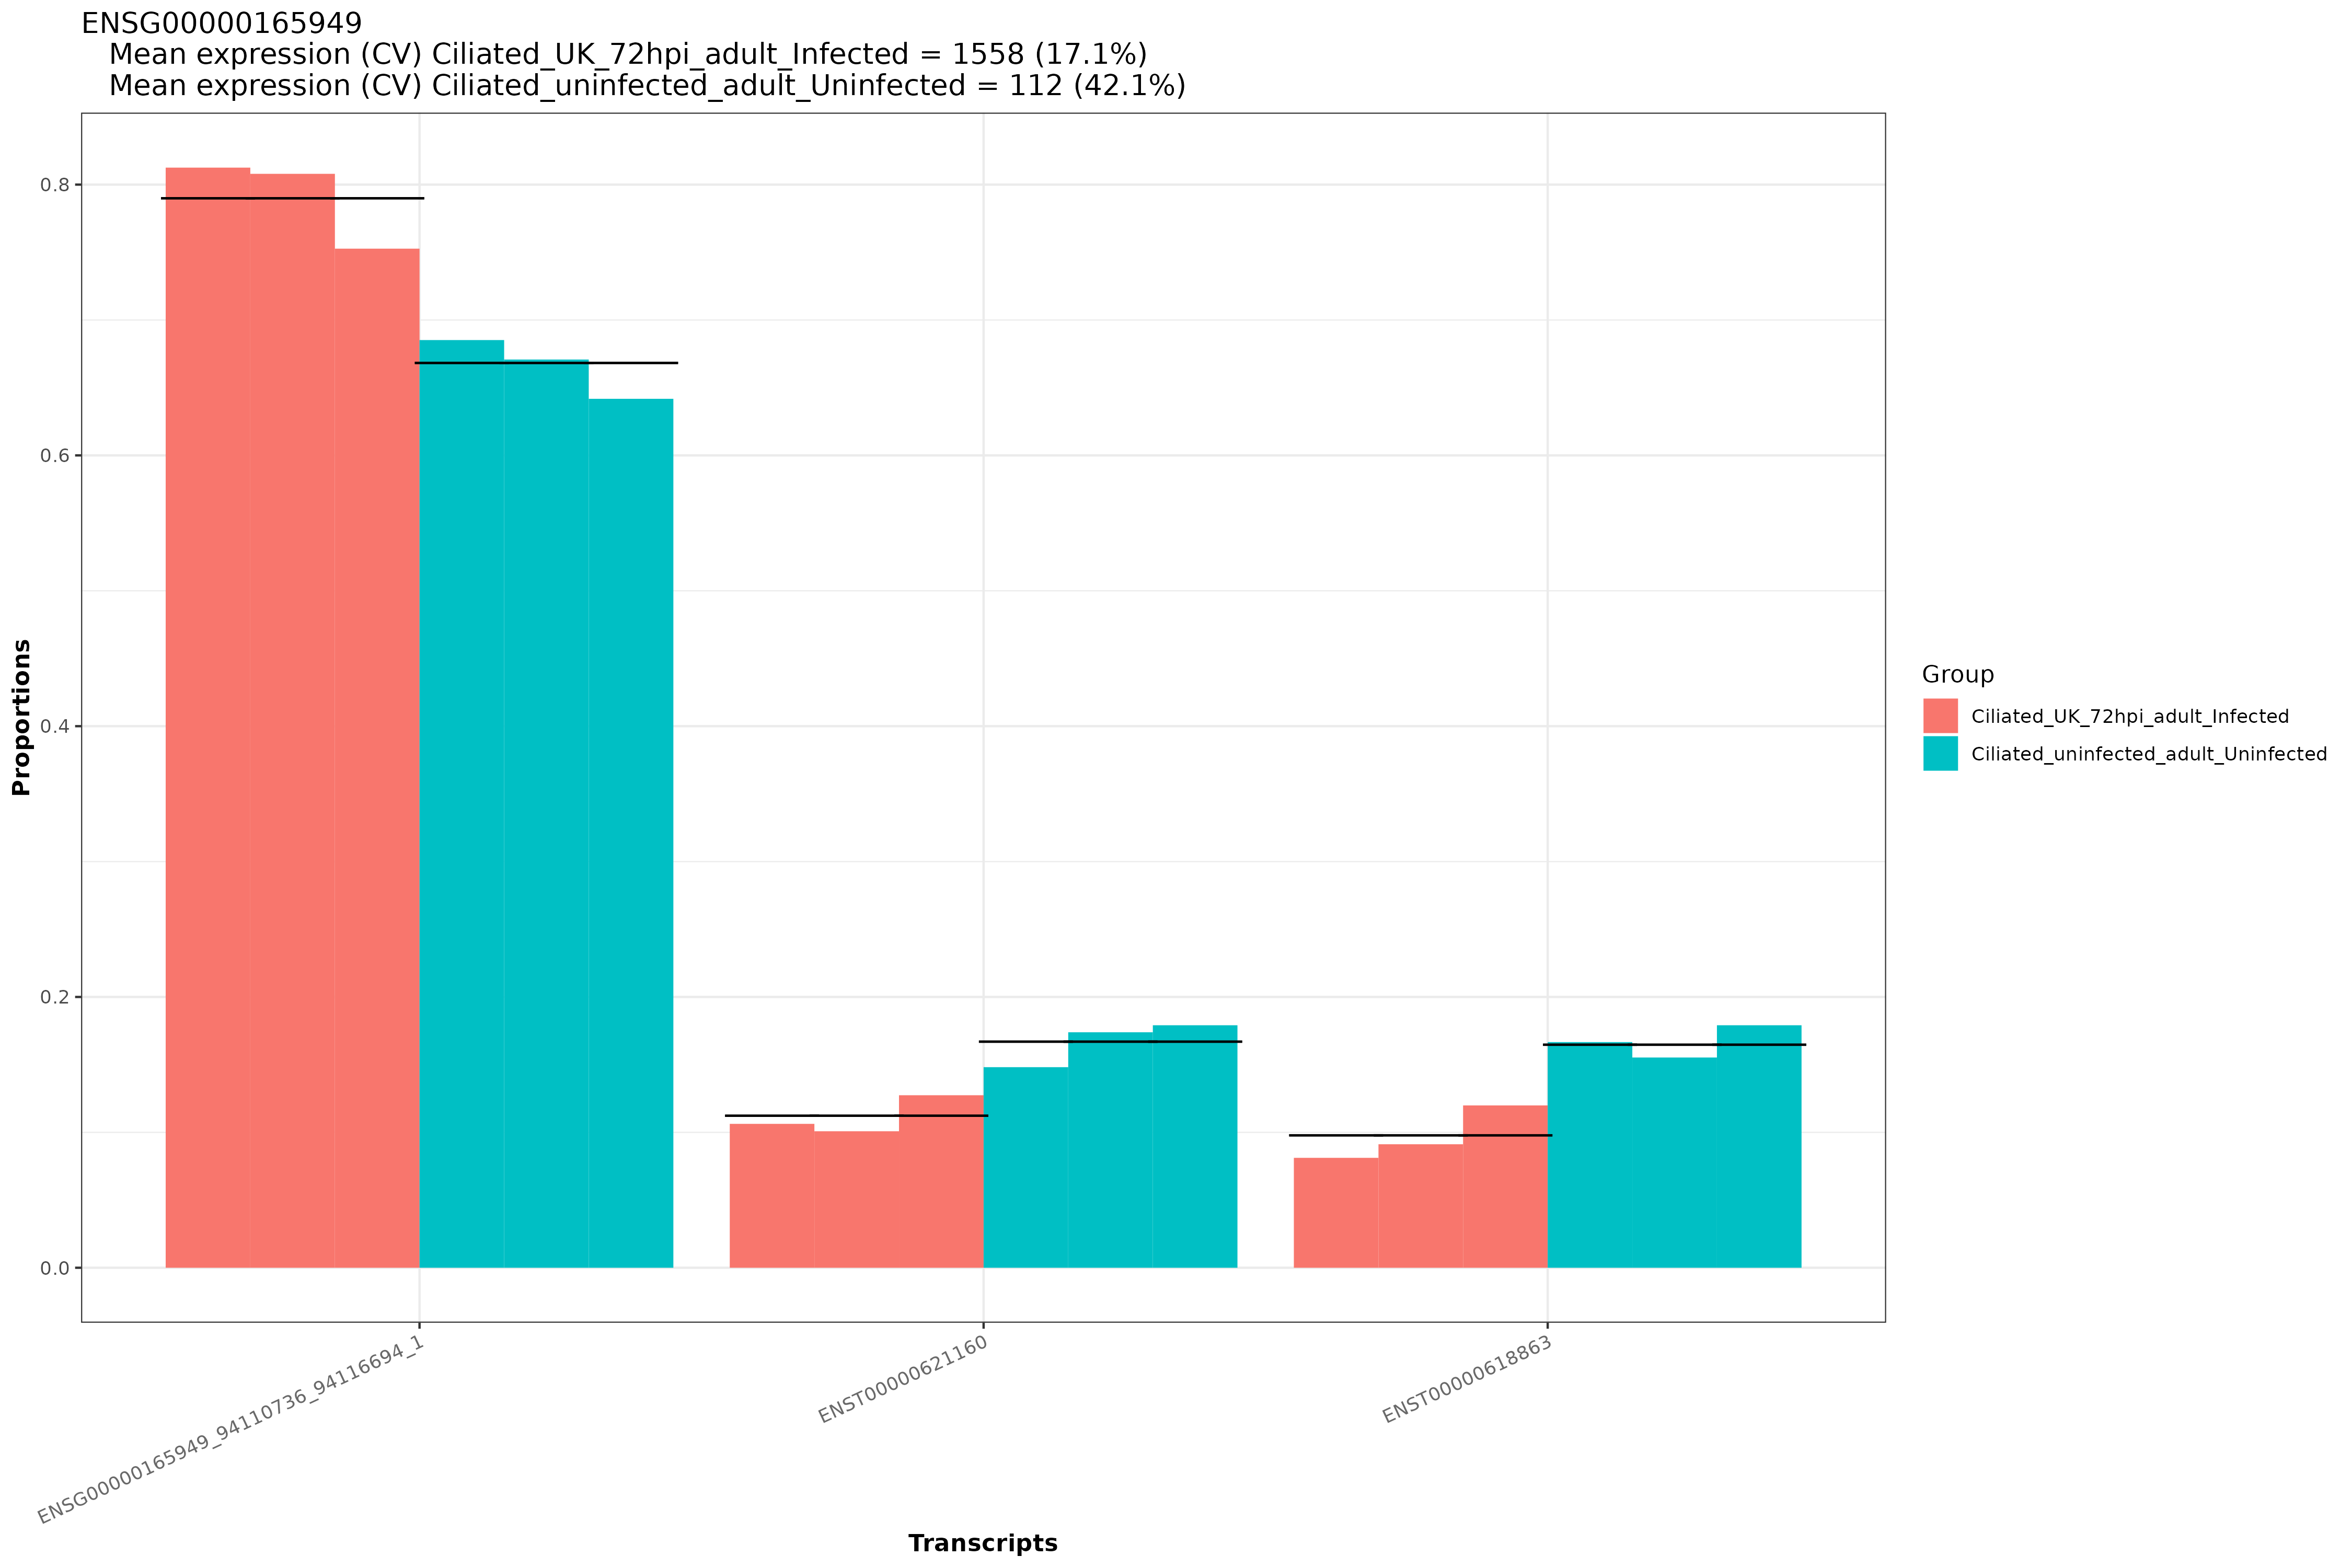 ENSG00000165949
Mean expression (CV) Ciliated_UK_72hpi_adult_Infected = 1558 (17.1%)
Mean expression (CV) Ciliated_uninfected_adult_Uninfected = 112 (42.1%)
Proportions
0.8
0.6
0.4
0.2
0.0
ENSG00000165949_94110736_94116694_1
ENST00000621160
ENST00000618863
Transcripts
Group
Ciliated_UK_72hpi_adult_Infected
Ciliated_uninfected_adult_Uninfected